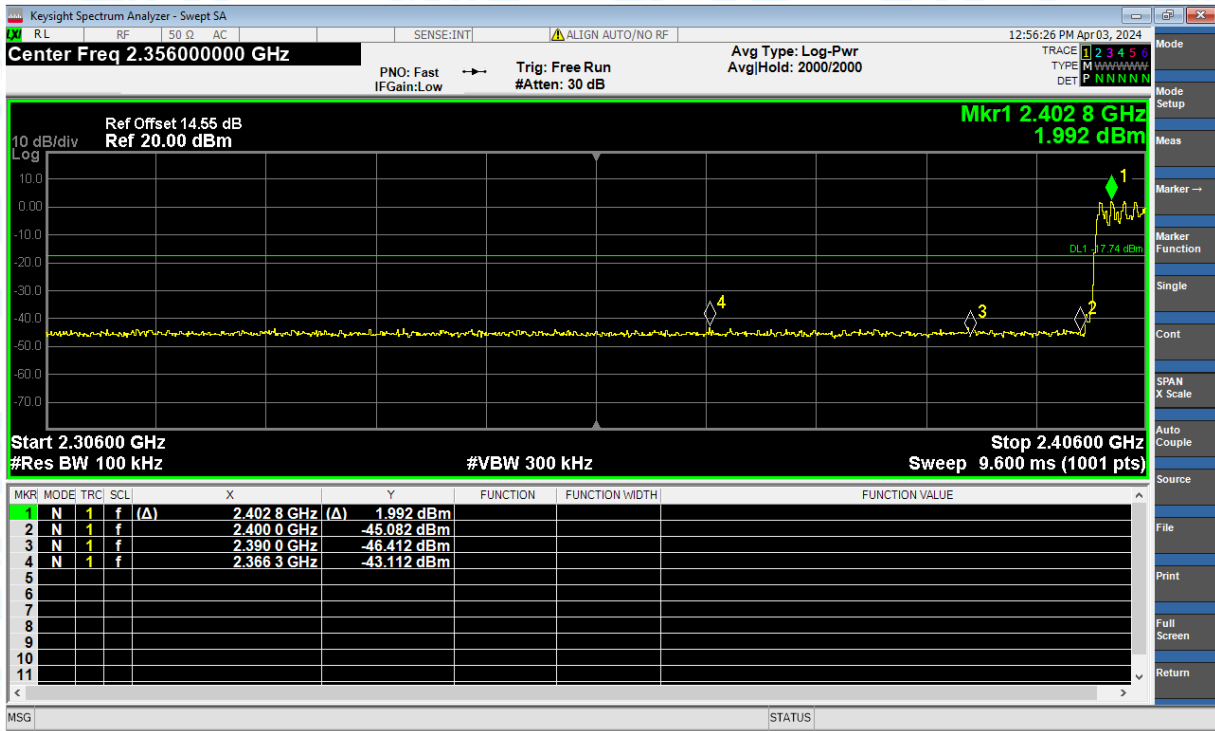 Keysight Spectrum Analyzer - Swept SA
LXI RL RF 50 Ω AC SENSE:INT ALIGN AUTO/NO RF 12:56:26 PM Apr 03, 2024
Center Freq 2.356000000 GHz
PNO: Fast
IFGain:Low
Trig: Free Run
#Atten: 30 dB
Avg Type: Log-Pwr
Avg|Hold: 2000/2000
TRACE 1 2 3 4 5 6
TYPE M W W W W W
DET P N N N N N
Ref Offset 14.55 dB
Ref 20.00 dBm
10 dB/div
Log
Mkr1 2.402 8 GHz
1.992 dBm
10.0
0.00
-10.0
-20.0
-30.0
-40.0
-50.0
-60.0
-70.0
1
DL1 -17.74 dBm
4
3
2
Start 2.30600 GHz
Stop 2.40600 GHz
#Res BW 100 kHz
#VBW 300 kHz
Sweep 9.600 ms (1001 pts)
MKR MODE TRC SCL X Y FUNCTION FUNCTION WIDTH FUNCTION VALUE
1 N 1 f (Δ) 2.402 8 GHz (Δ) 1.992 dBm
2 N 1 f 2.400 0 GHz -45.082 dBm
3 N 1 f 2.390 0 GHz -46.412 dBm
4 N 1 f 2.366 3 GHz -43.112 dBm
5
6
7
8
9
10
11
MSG STATUS
Mode
Mode
Setup
Meas
Marker →
Marker
Function
Single
Cont
SPAN
X Scale
Auto
Couple
Source
File
Print
Full
Screen
Return